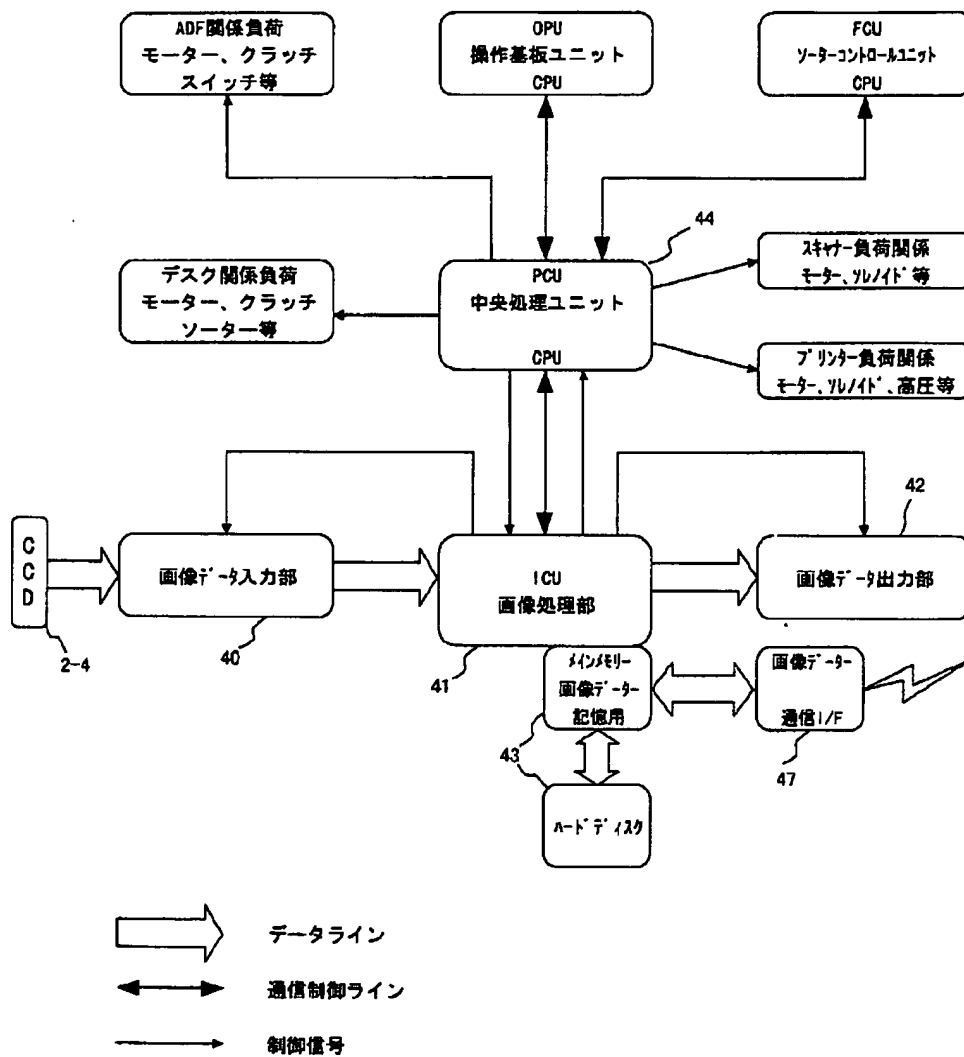 ADF関係負荷
モーター、クラッチ
スイッチ等
OPU
操作基板ユニット
CPU
FCU
ソーターコントロールユニット
CPU
44
デスク関係負荷
モーター、クラッチ
ソーター等
PCU
中央処理ユニット
CPU
スキャナー負荷関係
モーター、ソレノイド等
プリンター負荷関係
モーター、ソレノイド、高圧等
42
CCD
画像データ入力部
ICU
画像処理部
画像データ出力部
2-4
40
41
メインメモリー
画像データー
記憶用
画像データー
通信I/F
43
47
ハードディスク
データライン
通信制御ライン
制御信号